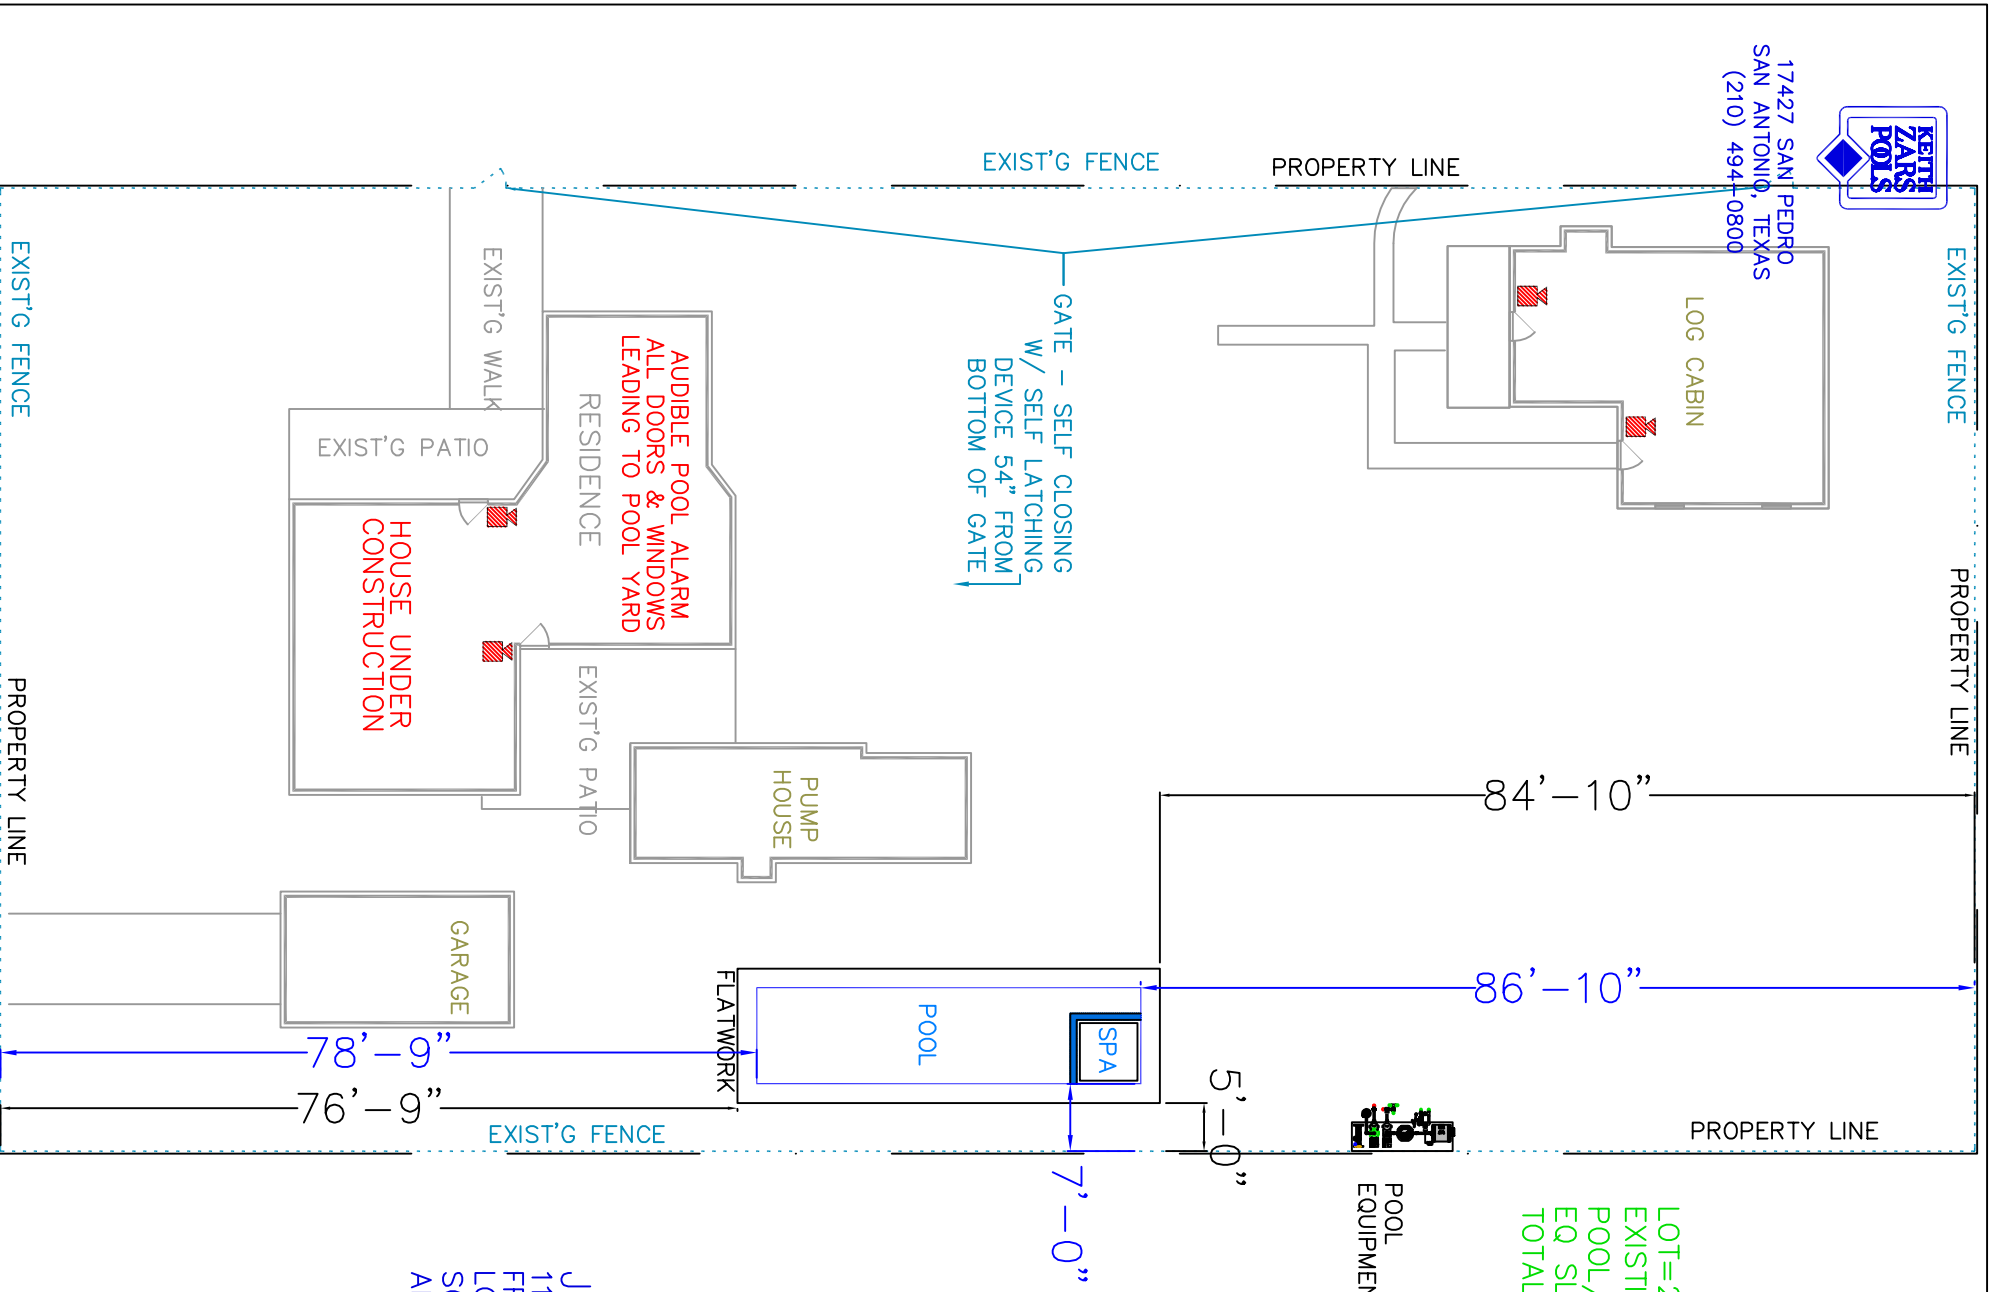 KEITH
ZARS
POOLS
17427 SAN PEDRO
SAN ANTONIO, TEXAS
(210) 494-0800
EXIST'G FENCE
PROPERTY LINE
EXIST'G FENCE
EXIST'G FENCE
EXIST'G WALK
EXIST'G PATIO
RESIDENCE
AUDIBLE POOL ALARM
ALL DOORS & WINDOWS
LEADING TO POOL YARD
HOUSE UNDER
CONSTRUCTION
GATE - SELF CLOSING
W/ SELF LATCHING
DEVICE 54" FROM
BOTTOM OF GATE
LOG CABIN
PROPERTY LINE
PROPERTY LINE
EXIST'G PATIO
PUMP
HOUSE
GARAGE
84'-10"
86'-10"
FLATWORK
POOL
SPA
78'-9"
76'-9"
5'-0"
7'-0"
EXIST'G FENCE
PROPERTY LINE
POOL
LOT=2
POOL/
TOTAL